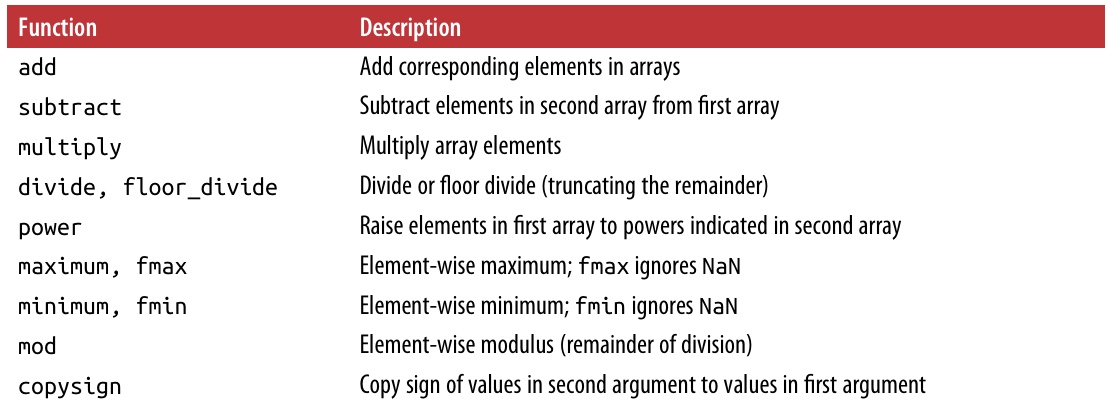 Function Description
add Add corresponding elements in arrays
subtract Subtract elements in second array from first array
multiply Multiply array elements
divide, floor_divide Divide or floor divide (truncating the remainder)
power Raise elements in first array to powers indicated in second array
maximum, fmax Element-wise maximum; fmax ignores NaN
minimum, fmin Element-wise minimum; fmin ignores NaN
mod Element-wise modulus (remainder of division)
copysign Copy sign of values in second argument to values in first argument